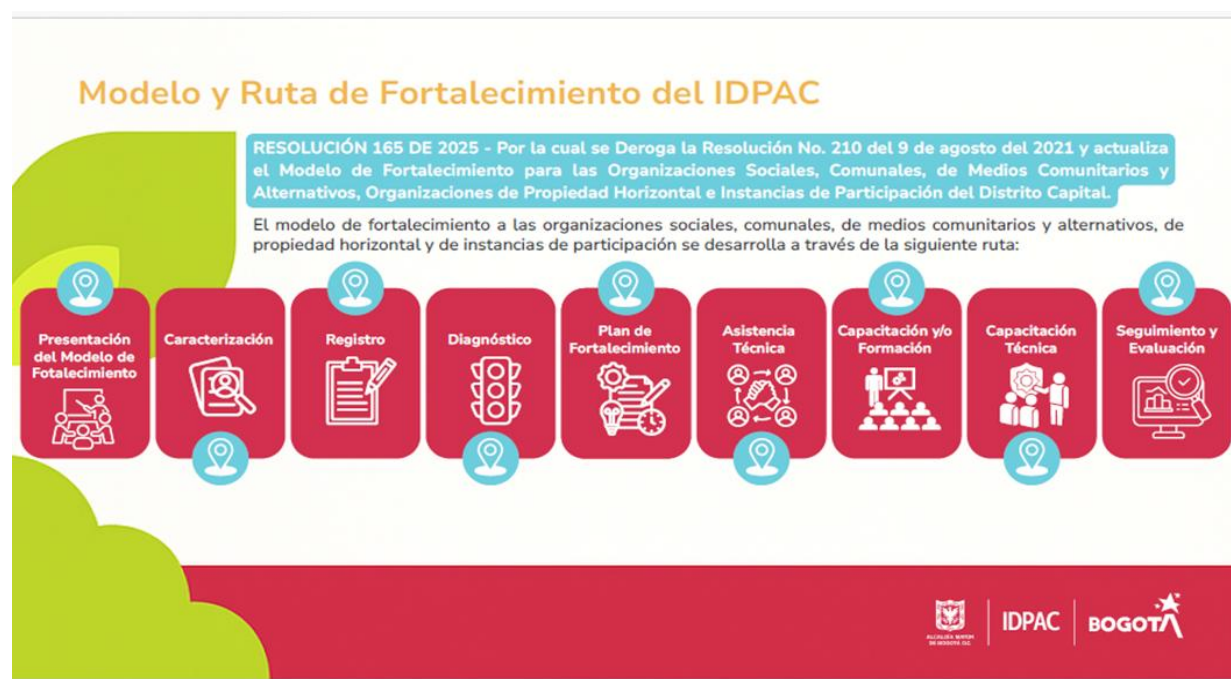 Modelo y Ruta de Fortalecimiento del IDPAC
RESOLUCIÓN 165 DE 2025 - Por la cual se Deroga la Resolución No. 210 del 9 de agosto del 2021 y actualiza
el Modelo de Fortalecimiento para las Organizaciones Sociales, Comunales, de Medios Comunitarios y
Alternativos, Organizaciones de Propiedad Horizontal e Instancias de Participación del Distrito Capital.
El modelo de fortalecimiento a las organizaciones sociales, comunales, de medios comunitarios y alternativos, de
propiedad horizontal y de instancias de participación se desarrolla a través de la siguiente ruta:
Presentación
del Modelo de
Fotalecimiento
Caracterización
Registro
Diagnóstico
Plan de
Fortalecimiento
Asistencia
Técnica
Capacitación y/o
Formación
Capacitación
Técnica
Seguimiento y
Evaluación
ALCALDÍA MAYOR
DE BOGOTÁ D.C.
IDPAC
BOGOTÁ